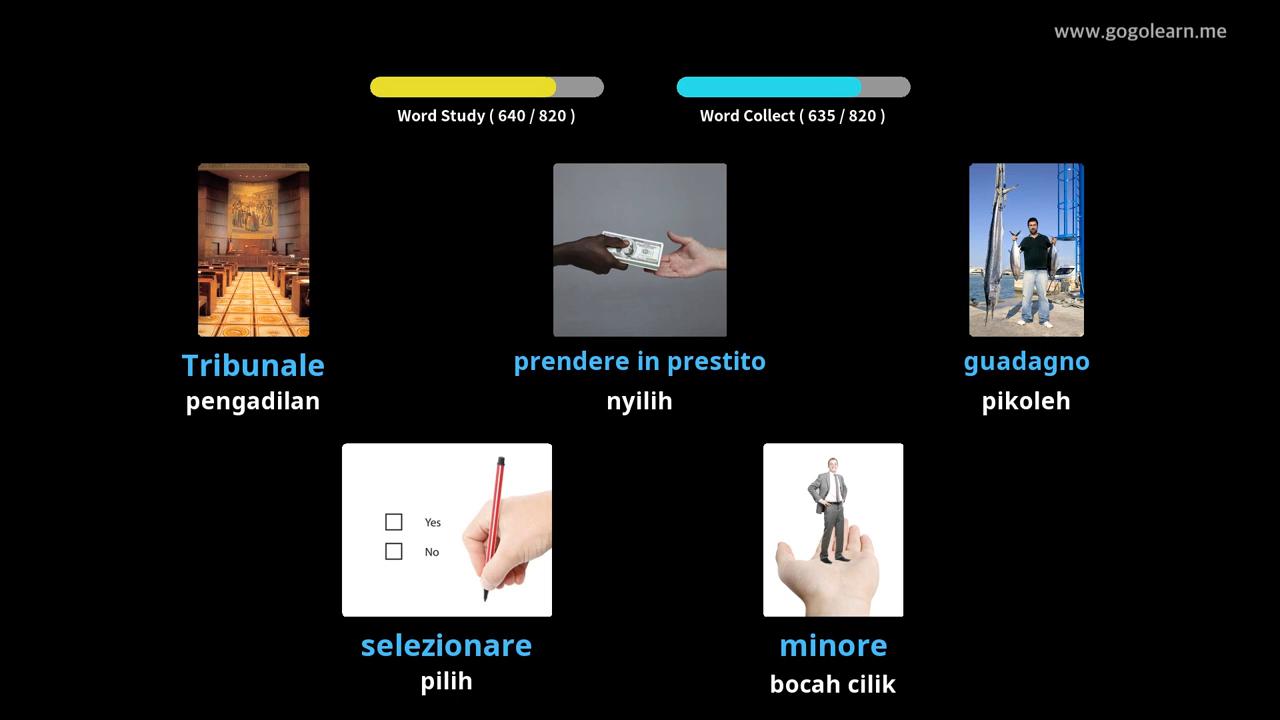 www.gogolearn.me
Word Study ( 640 / 820 )
Word Collect ( 635 / 820 )
Tribunale
pengadilan
prendere in prestito
nyilih
guadagno
pikoleh
Yes
No
selezionare
pilih
minore
bocah cilik